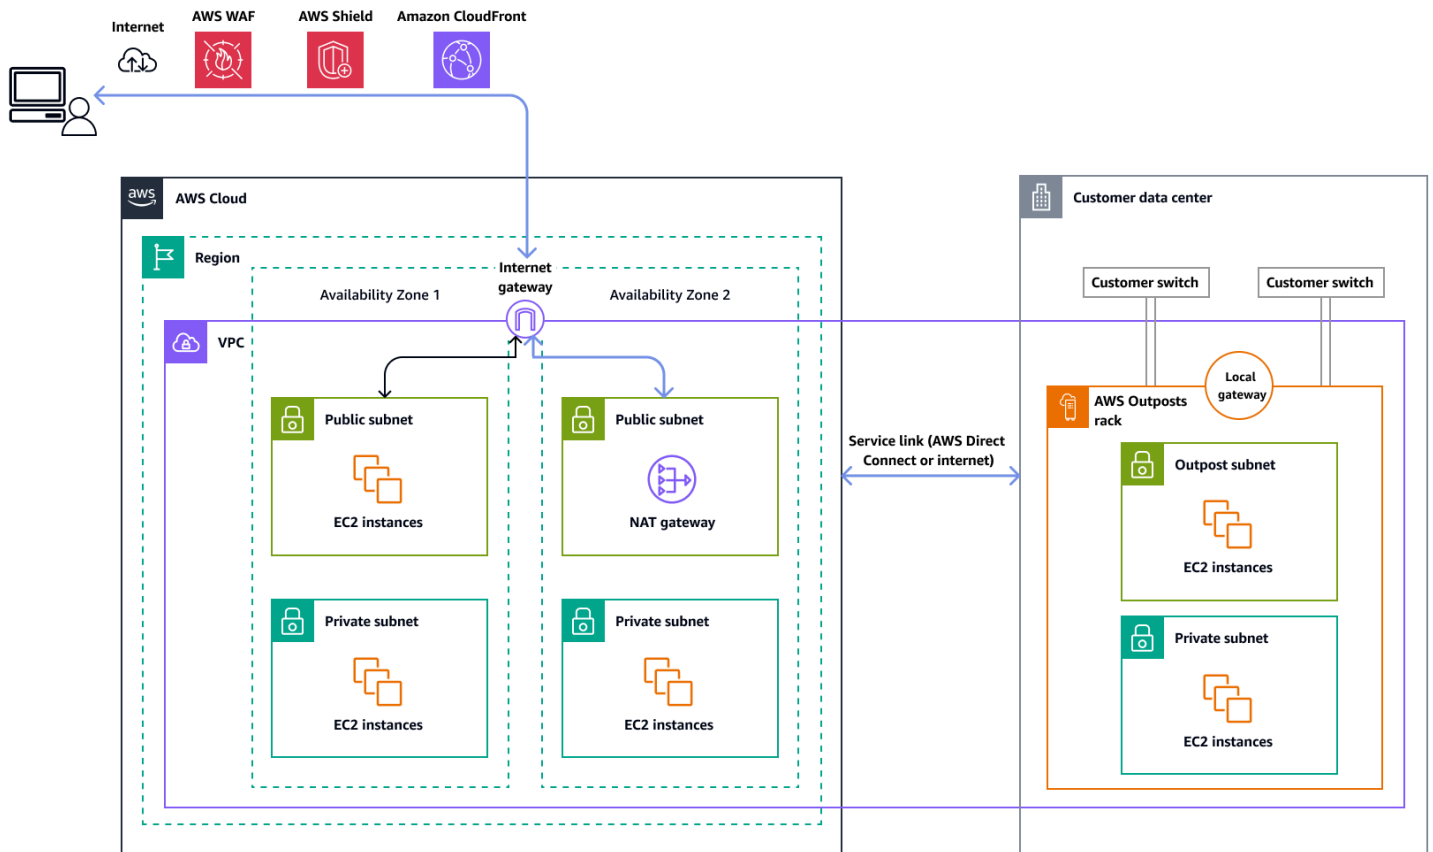 Internet
AWS WAF
AWS Shield
Amazon CloudFront
aws
AWS Cloud
Region
Availability Zone 1
Internet
gateway
Availability Zone 2
VPC
Public subnet
EC2 instances
Public subnet
NAT gateway
Private subnet
EC2 instances
Private subnet
EC2 instances
Service link (AWS Direct
Connect or internet)
Customer data center
Customer switch
Customer switch
Local
gateway
AWS Outposts
rack
Outpost subnet
EC2 instances
Private subnet
EC2 instances